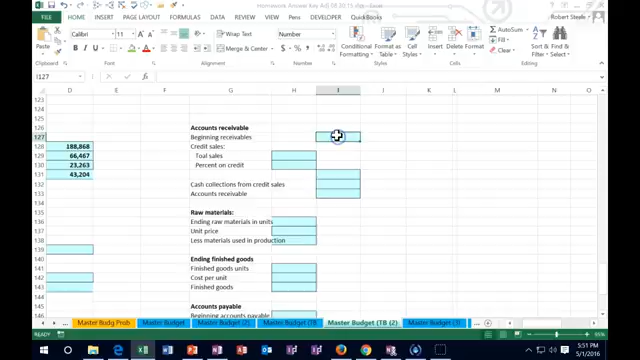 Homework Answer Key Adj 08 30 15.xlsx - Excel
Robert Steele
FILE HOME INSERT PAGE LAYOUT FORMULAS DATA REVIEW VIEW Pens DEVELOPER QuickBooks
Paste Calibri 11 Wrap Text Number Conditional Formatting Format as Table Cell Styles Insert Delete Format AutoSum Fill Clear Sort & Filter Find & Select
B I U Merge & Center $ %
Clipboard Font Alignment Number Styles Cells Editing
I127 fx
D E F G H I J K L M N O
123
124
125
126 Accounts receivable
127 Beginning receivables
128 188,868 Credit sales:
129 66,467 Toal sales
130 23,263 Percent on credit
131 43,204
132 Cash collections from credit sales
133 Accounts receivable
134
135 Raw materials:
136 Ending raw materials in units
137 Unit price
138 Less materials used in production
139
140 Ending finished goods
141 Finished goods units
142 Cost per unit
143 Finished goods
144
145 Accounts payable
146 Beginning accounts payable
Master Budg Prob Master Budget Master Budget (2) Master Budget (TB Master Budget (TB (2) Master Budget (3)
READY 95%
5:51 PM
5/1/2016